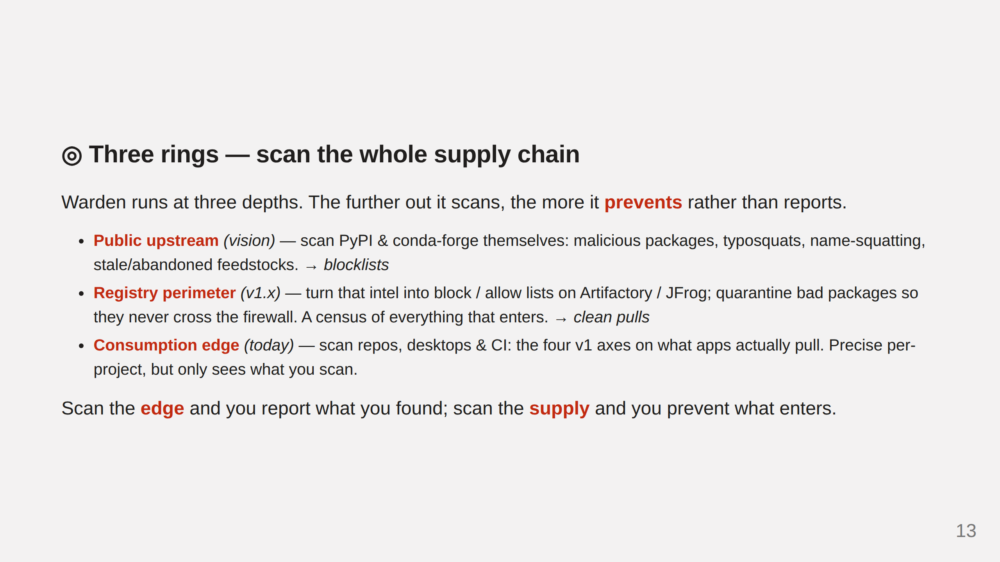 ◎ Three rings — scan the whole supply chain
Warden runs at three depths. The further out it scans, the more it prevents rather than reports.
• Public upstream (vision) — scan PyPI & conda-forge themselves: malicious packages, typosquats, name-squatting,
stale/abandoned feedstocks. → blocklists
• Registry perimeter (v1.x) — turn that intel into block / allow lists on Artifactory / JFrog; quarantine bad packages so
they never cross the firewall. A census of everything that enters. → clean pulls
• Consumption edge (today) — scan repos, desktops & CI: the four v1 axes on what apps actually pull. Precise per-
project, but only sees what you scan.
Scan the edge and you report what you found; scan the supply and you prevent what enters.
13